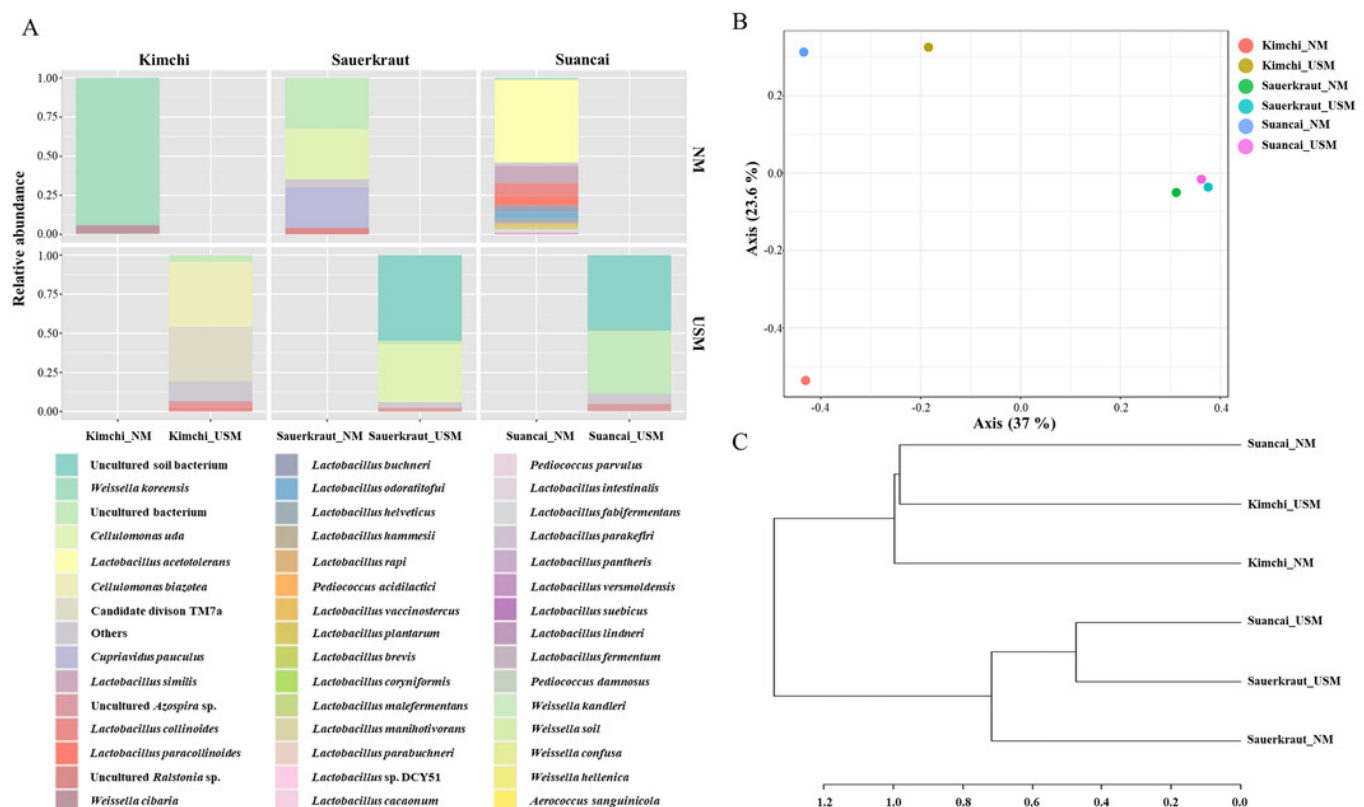 A
Kimchi
Sauerkraut
Suancai
1.00
0.75
0.50
0.25
0.00
NM
1.00
0.75
0.50
0.25
0.00
USM
Relative abundance
Kimchi_NM
Kimchi_USM
Sauerkraut_NM
Sauerkraut_USM
Suancai_NM
Suancai_USM
Uncultured soil bacterium
Weissella koreensis
Uncultured bacterium
Cellulomonas uda
Lactobacillus acetotolerans
Cellulomonas biazotea
Candidate divison TM7a
Others
Cupriavidus pauculus
Lactobacillus similis
Uncultured Azospira sp.
Lactobacillus collinoides
Lactobacillus paracollinoides
Uncultured Ralstonia sp.
Weissella cibaria
Lactobacillus buchneri
Lactobacillus odoratitofui
Lactobacillus helveticus
Lactobacillus hammesii
Lactobacillus rapi
Pediococcus acidilactici
Lactobacillus vaccinostercus
Lactobacillus plantarum
Lactobacillus brevis
Lactobacillus coryniformis
Lactobacillus malefermentans
Lactobacillus manihotivorans
Lactobacillus parabuchneri
Lactobacillus sp. DCY51
Lactobacillus cacaonum
Pediococcus parvulus
Lactobacillus intestinalis
Lactobacillus fabifermentans
Lactobacillus parakefiri
Lactobacillus pantheris
Lactobacillus versmoldensis
Lactobacillus suebicus
Lactobacillus lindneri
Lactobacillus fermentum
Pediococcus damnosus
Weissella kandleri
Weissella soil
Weissella confusa
Weissella hellenica
Aerococcus sanguinicola
B
0.2
0.0
-0.2
-0.4
Axis (23.6 %)
-0.4
-0.2
0.0
0.2
0.4
Axis (37 %)
Kimchi_NM
Kimchi_USM
Sauerkraut_NM
Sauerkraut_USM
Suancai_NM
Suancai_USM
C
Suancai_NM
Kimchi_USM
Kimchi_NM
Suancai_USM
Sauerkraut_USM
Sauerkraut_NM
1.2
1.0
0.8
0.6
0.4
0.2
0.0